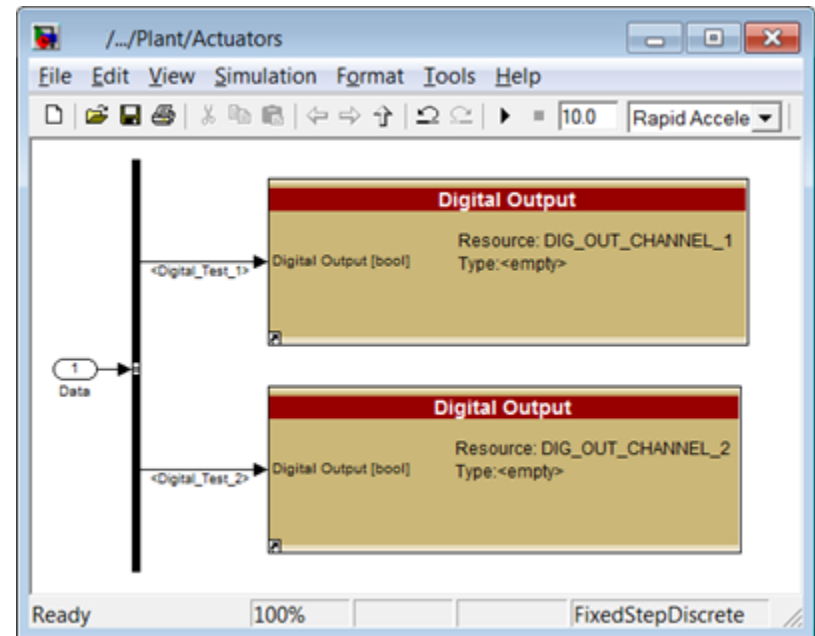 /.../Plant/Actuators
File Edit View Simulation Format Tools Help
10.0 Rapid Accele
Digital Output
Resource: DIG_OUT_CHANNEL_1
<Digital_Test_1> Digital Output [bool] Type:<empty>
1
Data
Digital Output
Resource: DIG_OUT_CHANNEL_2
<Digital_Test_2> Digital Output [bool] Type:<empty>
Ready 100% FixedStepDiscrete